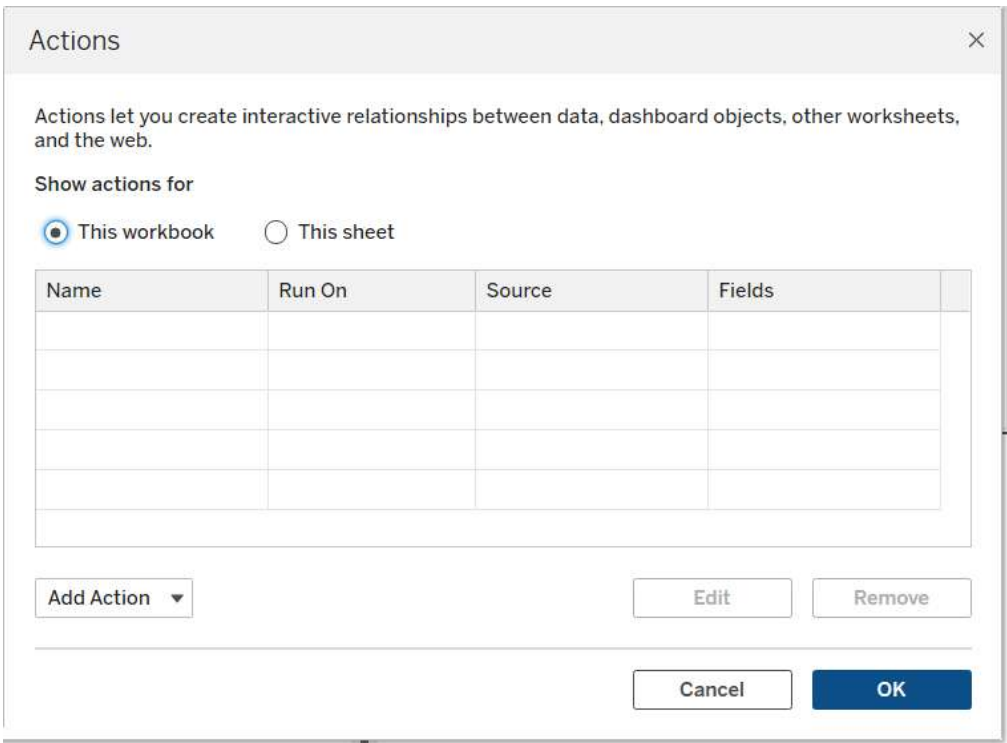 Actions
Actions let you create interactive relationships between data, dashboard objects, other worksheets,
and the web.
Show actions for
This workbook This sheet
Name Run On Source Fields
Add Action Edit Remove
Cancel OK